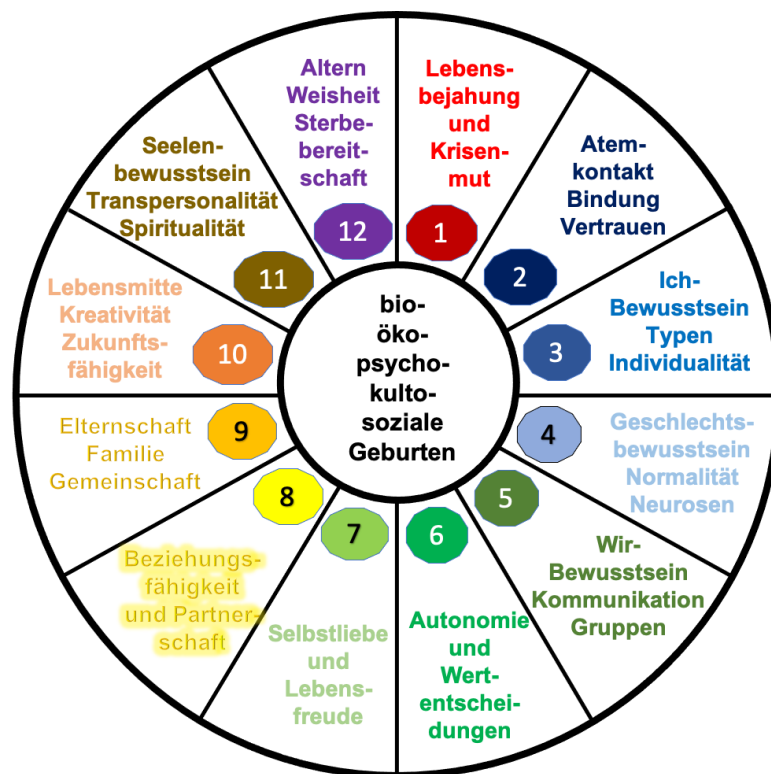 Lebens-
bejahung
und
Krisen-
mut
1
Atem-
kontakt
Bindung
Vertrauen
2
Ich-
Bewusstsein
Typen
Individualität
3
Geschlechts-
bewusstsein
Normalität
Neurosen
4
Wir-
Bewusstsein
Kommunikation
Gruppen
5
Autonomie
und
Wert-
entschei-
dungen
6
Selbstliebe
und
Lebens-
freude
7
Beziehungs-
fähigkeit
und Partner-
schaft
8
Elternschaft
Familie
Gemeinschaft
9
Lebensmitte
Kreativität
Zukunfts-
fähigkeit
10
Seelen-
bewusstsein
Transpersonalität
Spiritualität
11
Altern
Weisheit
Sterbe-
bereit-
schaft
12
bio-
öko-
psycho-
kulto-
soziale
Geburten